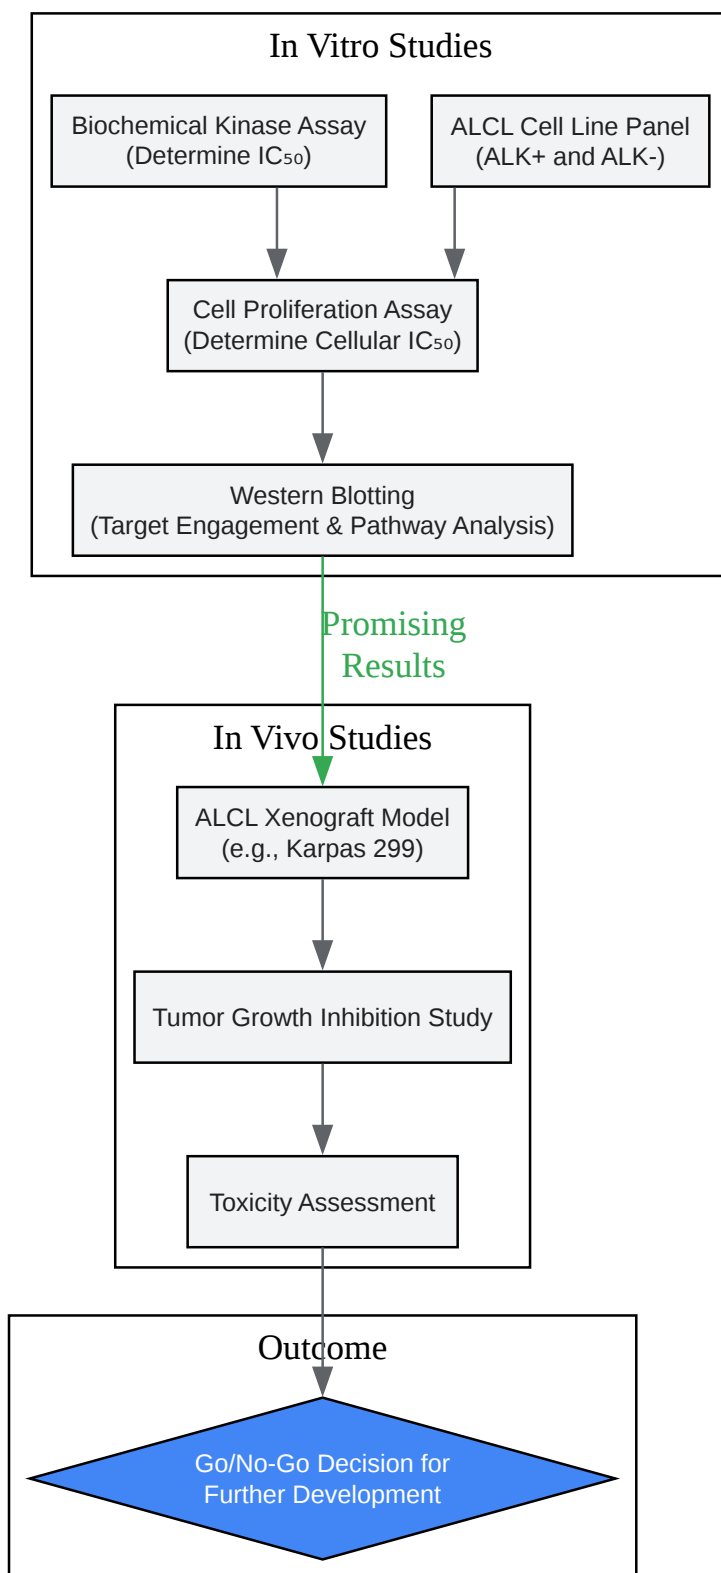 In Vitro Studies
Biochemical Kinase Assay
(Determine IC₅₀)
ALCL Cell Line Panel
(ALK+ and ALK-)
Cell Proliferation Assay
(Determine Cellular IC₅₀)
Western Blotting
(Target Engagement & Pathway Analysis)
Promising
Results
In Vivo Studies
ALCL Xenograft Model
(e.g., Karpas 299)
Tumor Growth Inhibition Study
Toxicity Assessment
Outcome
Go/No-Go Decision for
Further Development